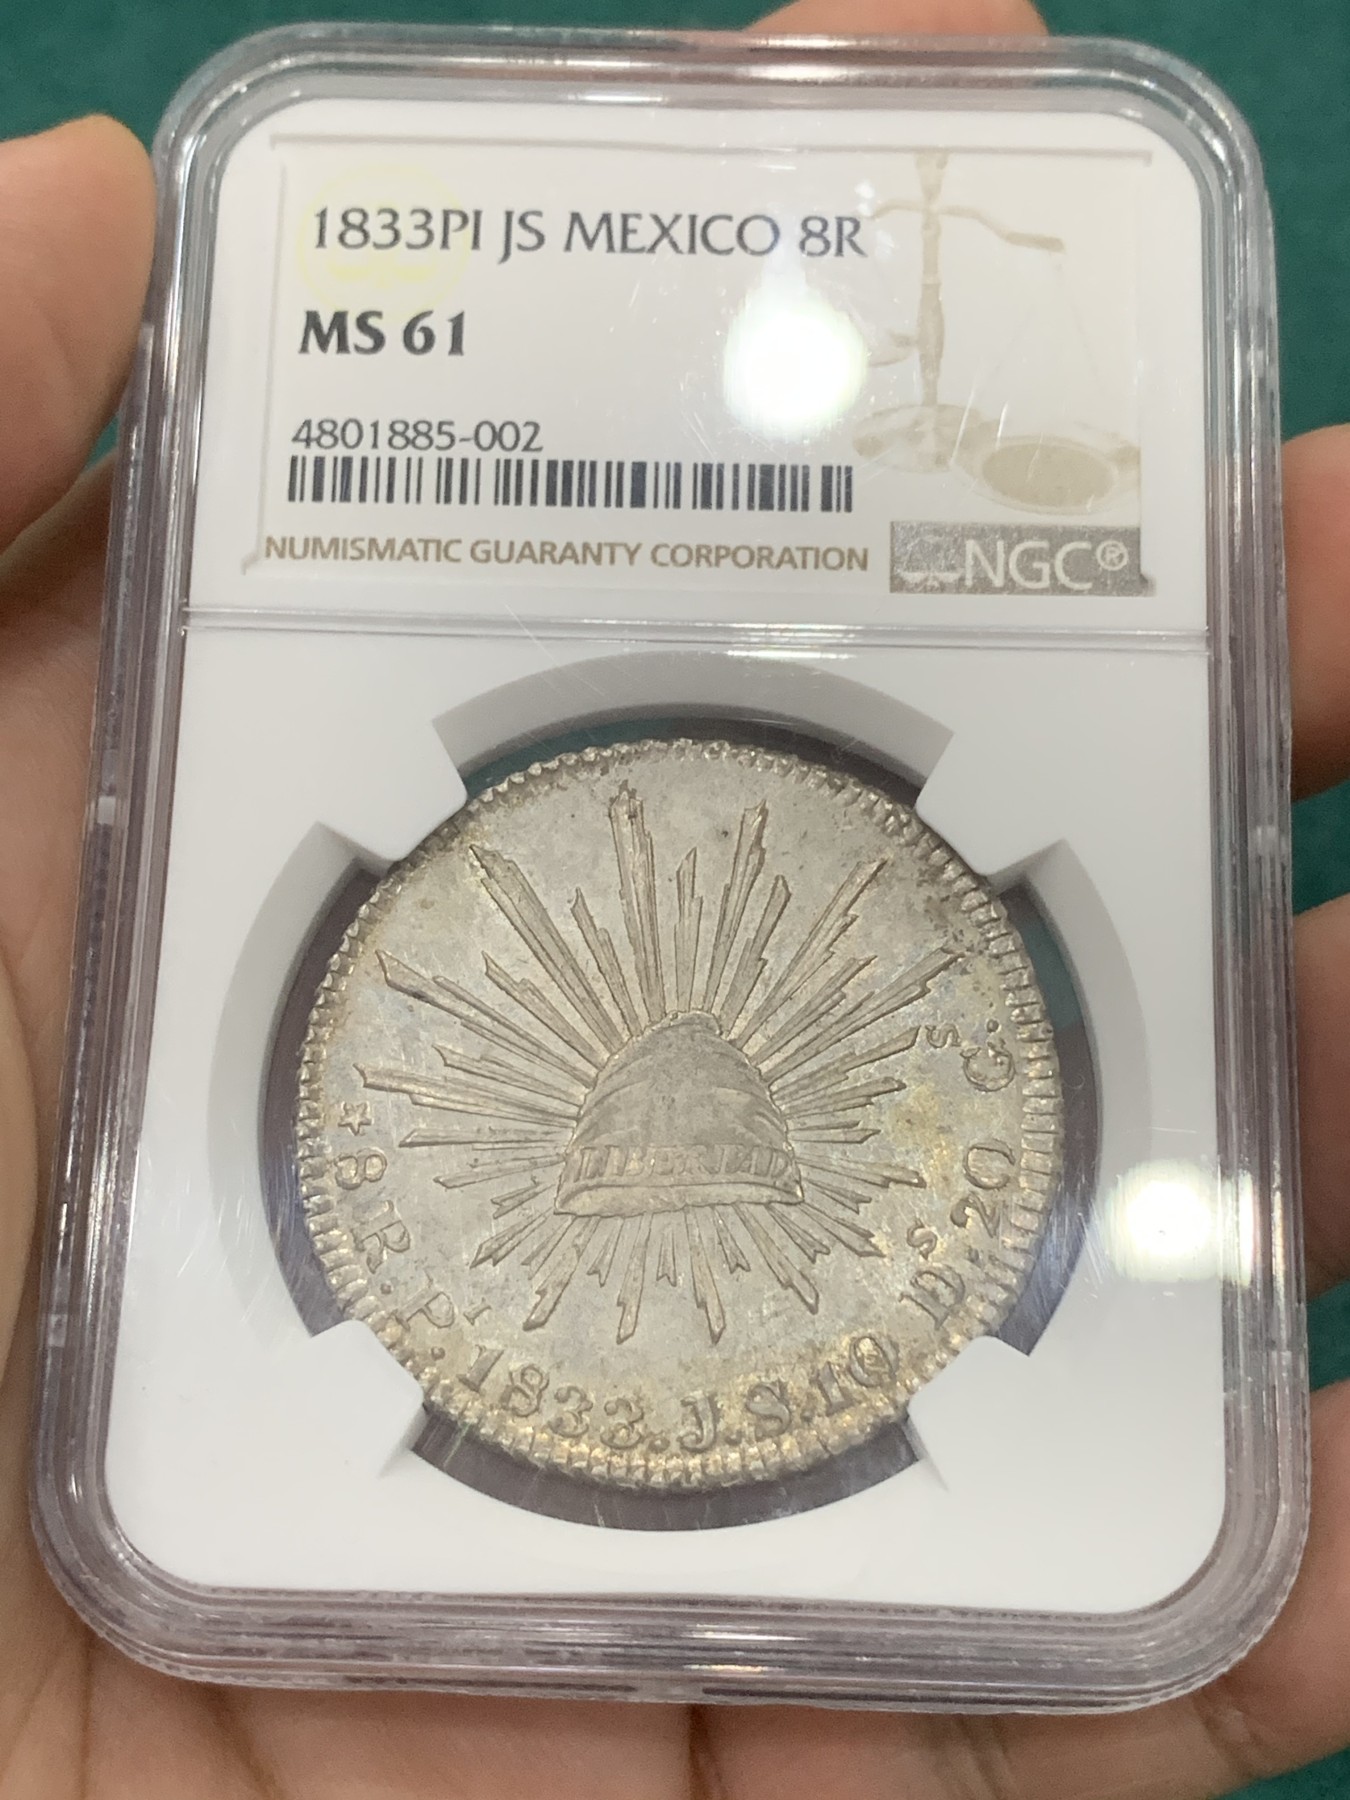 1833PI JS MEXICO 8R
MS 61
4801885-002
NUMISMATIC GUARANTY CORPORATION
NGC®
LIBERTAD
8R. PI. 1833. J.S. 10 Ds 20 Gs.